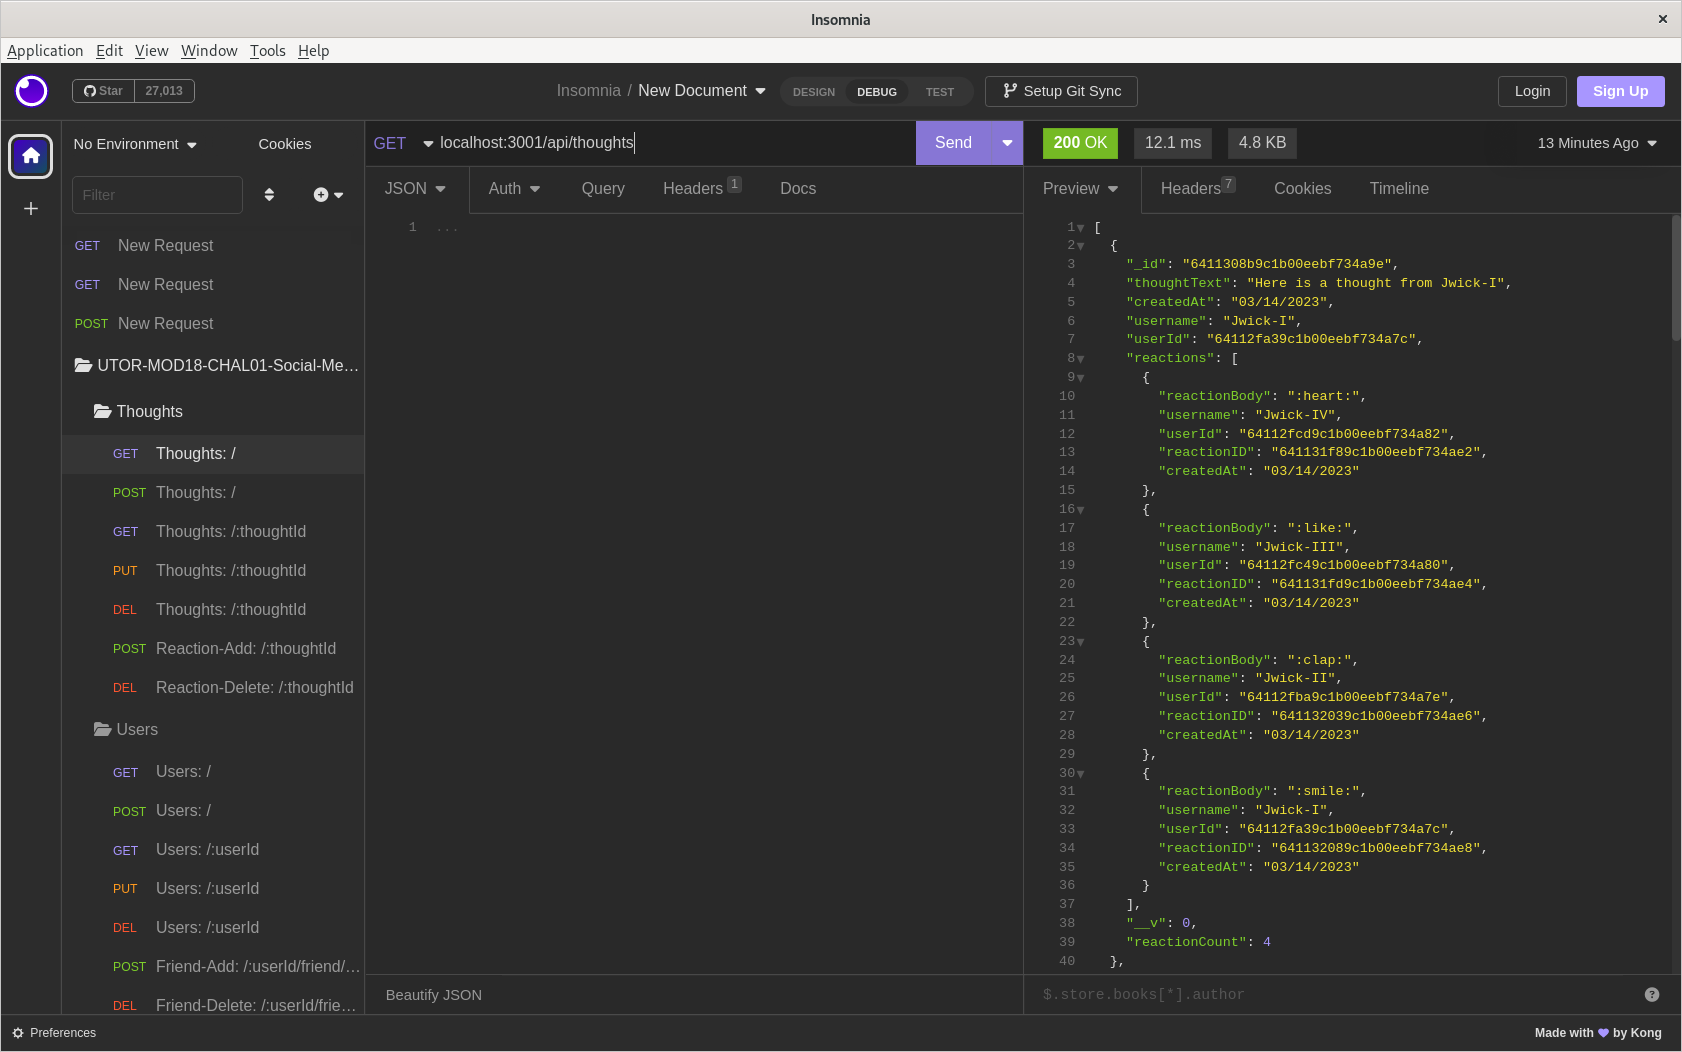 Insomnia
Application Edit View Window Tools Help
Star 27,013
Insomnia / New Document
DESIGN DEBUG TEST
Setup Git Sync
Login Sign Up
No Environment Cookies
Filter
GET New Request
GET New Request
POST New Request
UTOR-MOD18-CHAL01-Social-Me...
Thoughts
GET Thoughts: /
POST Thoughts: /
GET Thoughts: /:thoughtId
PUT Thoughts: /:thoughtId
DEL Thoughts: /:thoughtId
POST Reaction-Add: /:thoughtId
DEL Reaction-Delete: /:thoughtId
Users
GET Users: /
POST Users: /
GET Users: /:userId
PUT Users: /:userId
DEL Users: /:userId
POST Friend-Add: /:userId/friend/...
DEL Friend-Delete: /:userId/frie...
GET localhost:3001/api/thoughts Send
JSON Auth Query Headers 1 Docs
1 ...
Beautify JSON
200 OK 12.1 ms 4.8 KB 13 Minutes Ago
Preview Headers 7 Cookies Timeline
1 [
2 {
3 "_id": "6411308b9c1b00eebf734a9e",
4 "thoughtText": "Here is a thought from Jwick-I",
5 "createdAt": "03/14/2023",
6 "username": "Jwick-I",
7 "userId": "64112fa39c1b00eebf734a7c",
8 "reactions": [
9 {
10 "reactionBody": ":heart:",
11 "username": "Jwick-IV",
12 "userId": "64112fcd9c1b00eebf734a82",
13 "reactionID": "641131f89c1b00eebf734ae2",
14 "createdAt": "03/14/2023"
15 },
16 {
17 "reactionBody": ":like:",
18 "username": "Jwick-III",
19 "userId": "64112fc49c1b00eebf734a80",
20 "reactionID": "641131fd9c1b00eebf734ae4",
21 "createdAt": "03/14/2023"
22 },
23 {
24 "reactionBody": ":clap:",
25 "username": "Jwick-II",
26 "userId": "64112fba9c1b00eebf734a7e",
27 "reactionID": "641132039c1b00eebf734ae6",
28 "createdAt": "03/14/2023"
29 },
30 {
31 "reactionBody": ":smile:",
32 "username": "Jwick-I",
33 "userId": "64112fa39c1b00eebf734a7c",
34 "reactionID": "641132089c1b00eebf734ae8",
35 "createdAt": "03/14/2023"
36 }
37 ],
38 "__v": 0,
39 "reactionCount": 4
40 },
$.store.books[*].author
Preferences
Made with by Kong